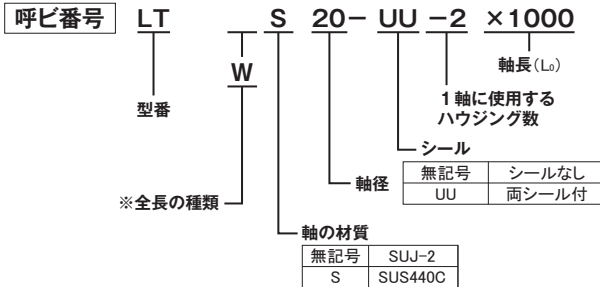 呼ビ番号 LT S 20- UU -2 ×1000
W
軸長(L₀)
型番
1軸に使用する
ハウジング数
シール
無記号 シールなし
UU 両シール付
軸径
※全長の種類
軸の材質
無記号 SUJ-2
S SUS440C